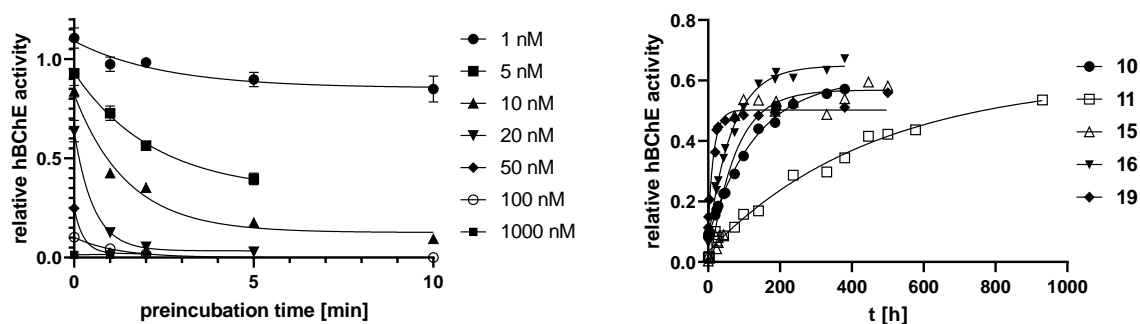 relative hBChE activity
1.0
0.5
0.0
0
5
10
preincubation time [min]
1 nM
5 nM
10 nM
20 nM
50 nM
100 nM
1000 nM
relative hBChE activity
0.8
0.6
0.4
0.2
0.0
0
200
400
600
800
1000
t [h]
10
11
15
16
19